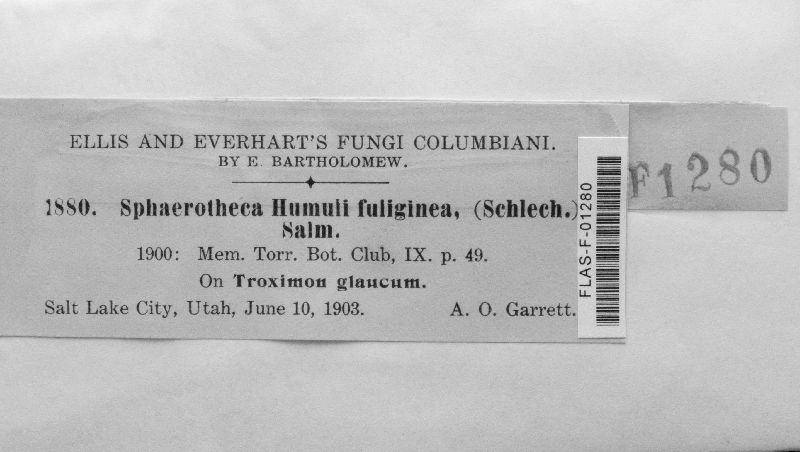 ELLIS AND EVERHART'S FUNGI COLUMBIANI.
BY E. BARTHOLOMEW.
1880. Sphaerotheca Humuli fuliginea, (Schlech.)
Salm.
1900: Mem. Torr. Bot. Club, IX. p. 49.
On Troximon glaucum.
Salt Lake City, Utah, June 10, 1903. A. O. Garrett.
FLAS-F-01280
F1280